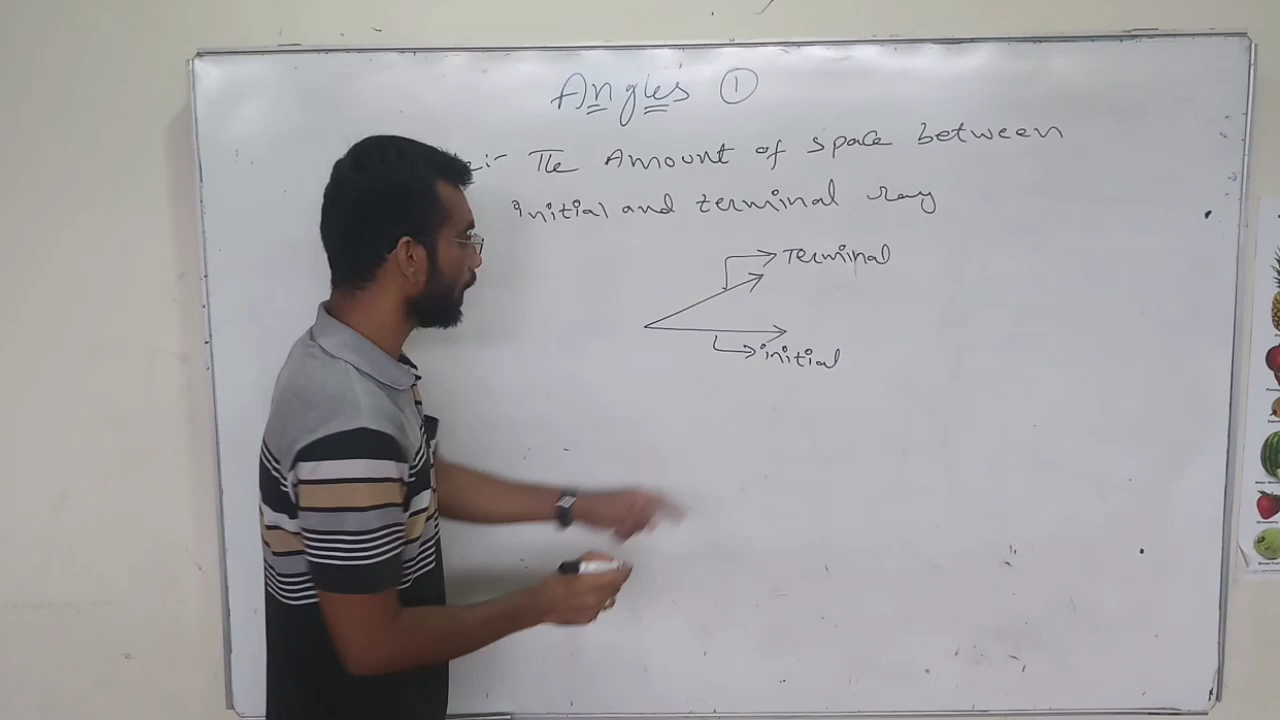 Angles ①
e:- The Amount of space between
initial and terminal ray
Terminal
initial